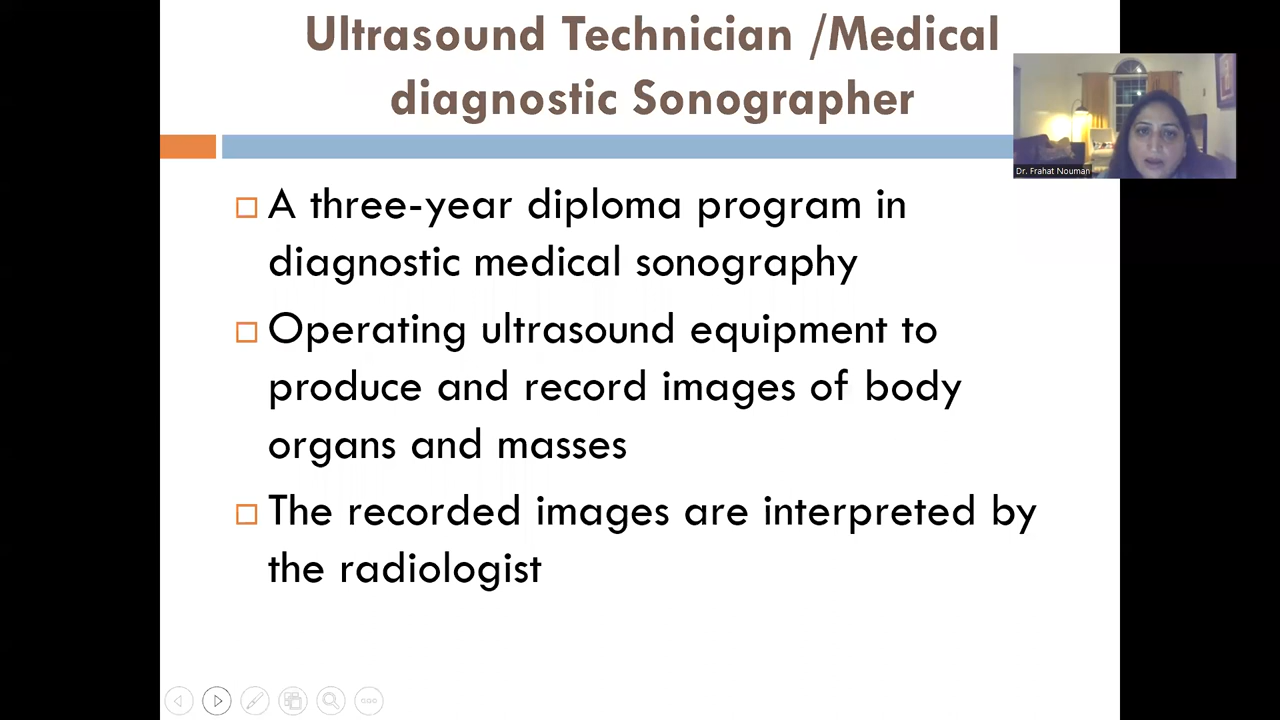 Ultrasound Technician /Medical
diagnostic Sonographer
Dr. Frahat Nouman
A three-year diploma program in
diagnostic medical sonography
Operating ultrasound equipment to
produce and record images of body
organs and masses
The recorded images are interpreted by
the radiologist